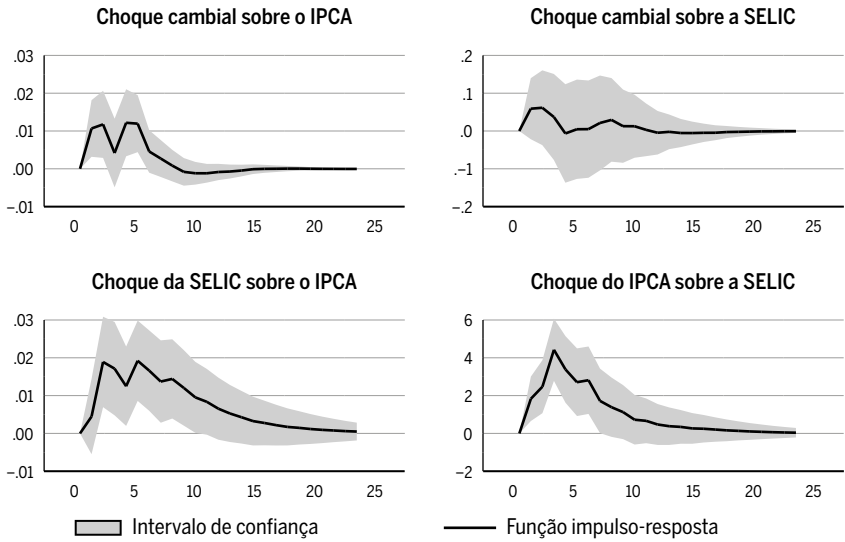 Choque cambial sobre o IPCA
.03
.02
.01
.00
–.01
0 5 10 15 20 25
Choque cambial sobre a SELIC
.2
.1
.0
.–1
–.2
0 5 10 15 20 25
Choque da SELIC sobre o IPCA
.03
.02
.01
.00
–.01
0 5 10 15 20 25
Choque do IPCA sobre a SELIC
6
4
2
0
–2
0 5 10 15 20 25
Intervalo de confiança
Função impulso-resposta